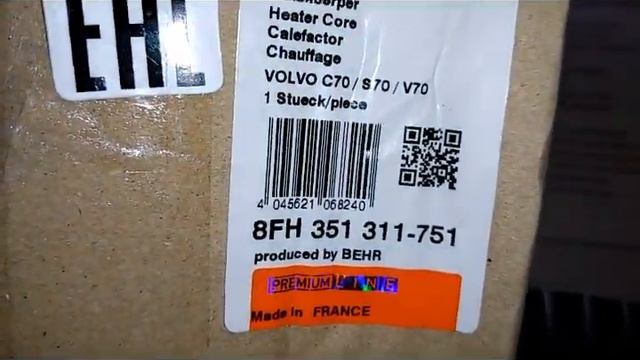 EAC
Heater Core
Calefactor
Chauffage
VOLVO C70 / S70 / V70
1 Stueck/piece
4 045621 068240
8FH 351 311-751
produced by BEHR
PREMIUM LINE
Made in FRANCE